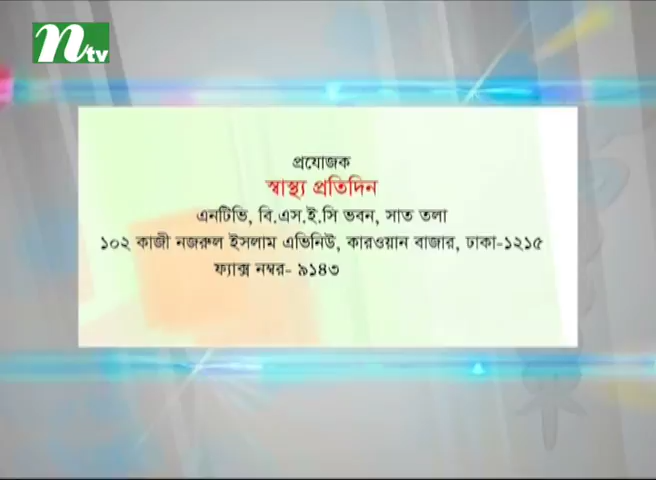 ntv
প্রযোজক
স্বাস্থ্য প্রতিদিন
এনটিভি, বি.এস.ই.সি ভবন, সাত তলা
১০২ কাজী নজরুল ইসলাম এভিনিউ, কারওয়ান বাজার, ঢাকা-১২১৫
ফ্যাক্স নম্বর- ৯১৪৩